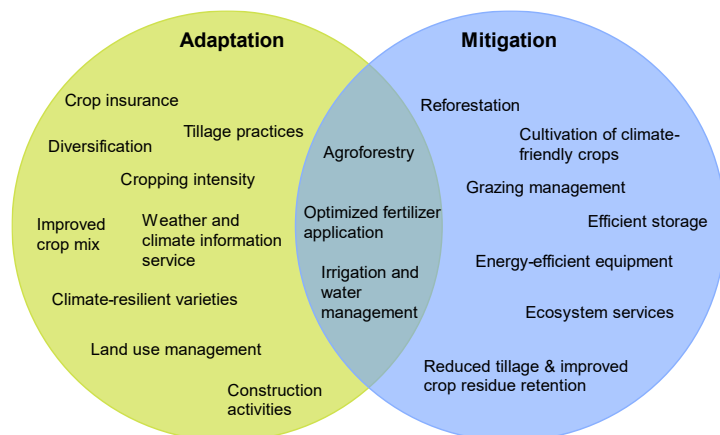 Adaptation
Mitigation
Crop insurance
Tillage practices
Diversification
Cropping intensity
Improved
crop mix
Weather and
climate information
service
Climate-resilient varieties
Land use management
Construction
activities
Agroforestry
Optimized fertilizer
application
Irrigation and
water
management
Reforestation
Cultivation of climate-
friendly crops
Grazing management
Efficient storage
Energy-efficient equipment
Ecosystem services
Reduced tillage & improved
crop residue retention